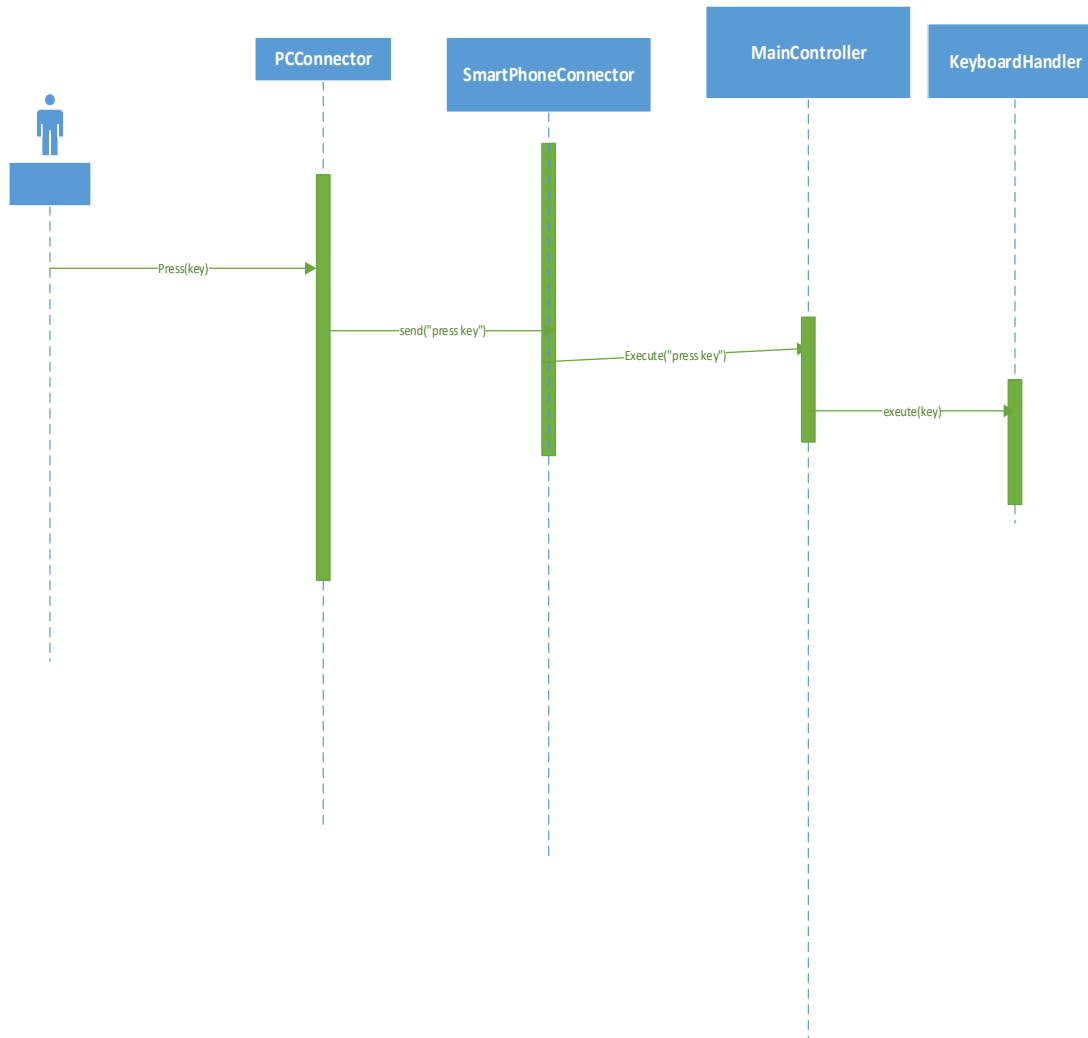 PCConnector
SmartPhoneConnector
MainController
KeyboardHandler
Press(key)
send("press key")
Execute("press key")
exeute(key)